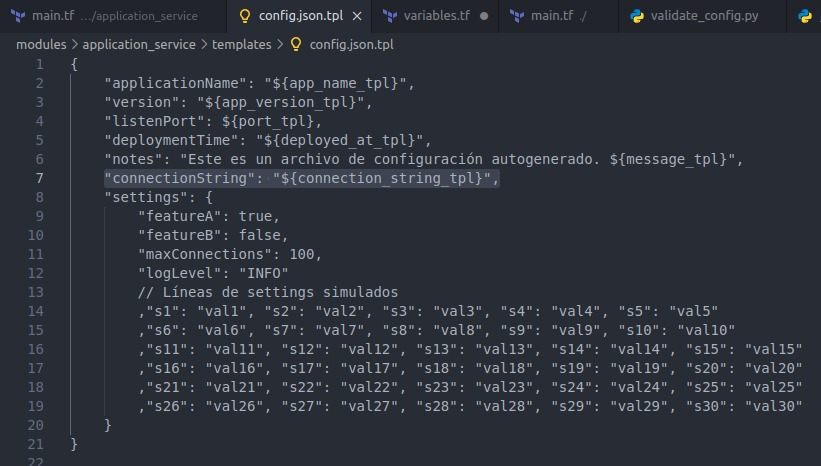 main.tf .../application_service config.json.tpl variables.tf main.tf ./ validate_config.py
modules > application_service > templates > config.json.tpl
1 {
2 "applicationName": "${app_name_tpl}",
3 "version": "${app_version_tpl}",
4 "listenPort": ${port_tpl},
5 "deploymentTime": "${deployed_at_tpl}",
6 "notes": "Este es un archivo de configuración autogenerado. ${message_tpl}",
7 "connectionString": "${connection_string_tpl}",
8 "settings": {
9 "featureA": true,
10 "featureB": false,
11 "maxConnections": 100,
12 "logLevel": "INFO"
13 // Líneas de settings simulados
14 ,"s1": "val1", "s2": "val2", "s3": "val3", "s4": "val4", "s5": "val5"
15 ,"s6": "val6", "s7": "val7", "s8": "val8", "s9": "val9", "s10": "val10"
16 ,"s11": "val11", "s12": "val12", "s13": "val13", "s14": "val14", "s15": "val15"
17 ,"s16": "val16", "s17": "val17", "s18": "val18", "s19": "val19", "s20": "val20"
18 ,"s21": "val21", "s22": "val22", "s23": "val23", "s24": "val24", "s25": "val25"
19 ,"s26": "val26", "s27": "val27", "s28": "val28", "s29": "val29", "s30": "val30"
20 }
21 }
22